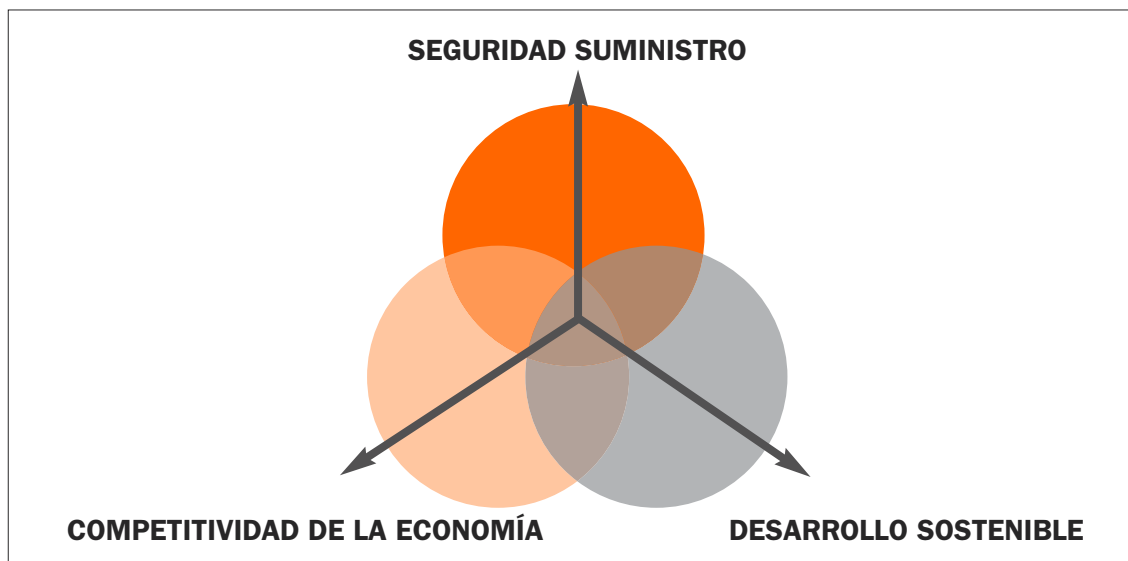 SEGURIDAD SUMINISTRO
COMPETITIVIDAD DE LA ECONOMÍA
DESARROLLO SOSTENIBLE